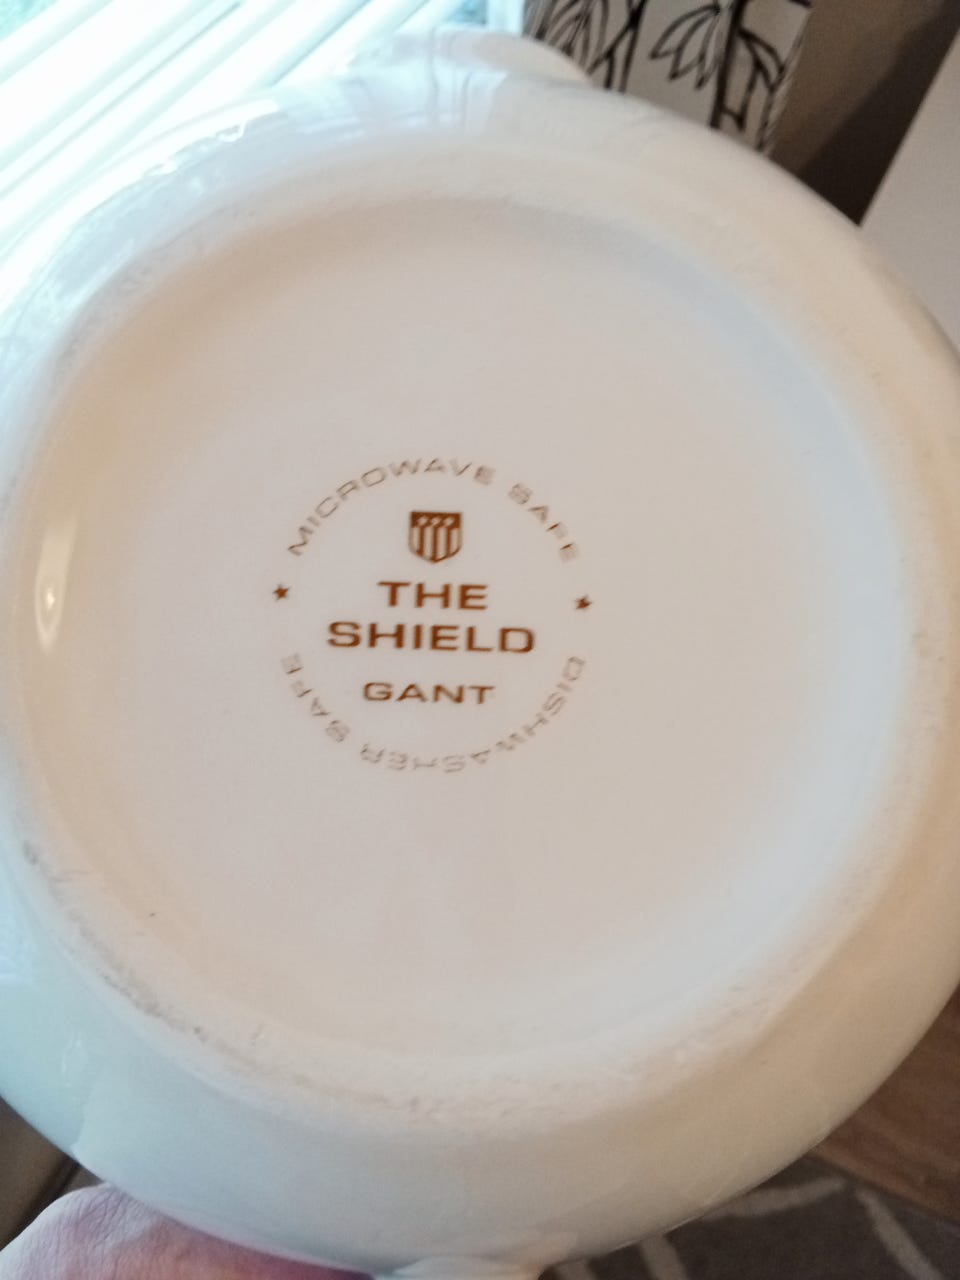 MICROWAVE SAFE
THE
SHIELD
GANT
DISHWASHER SAFE